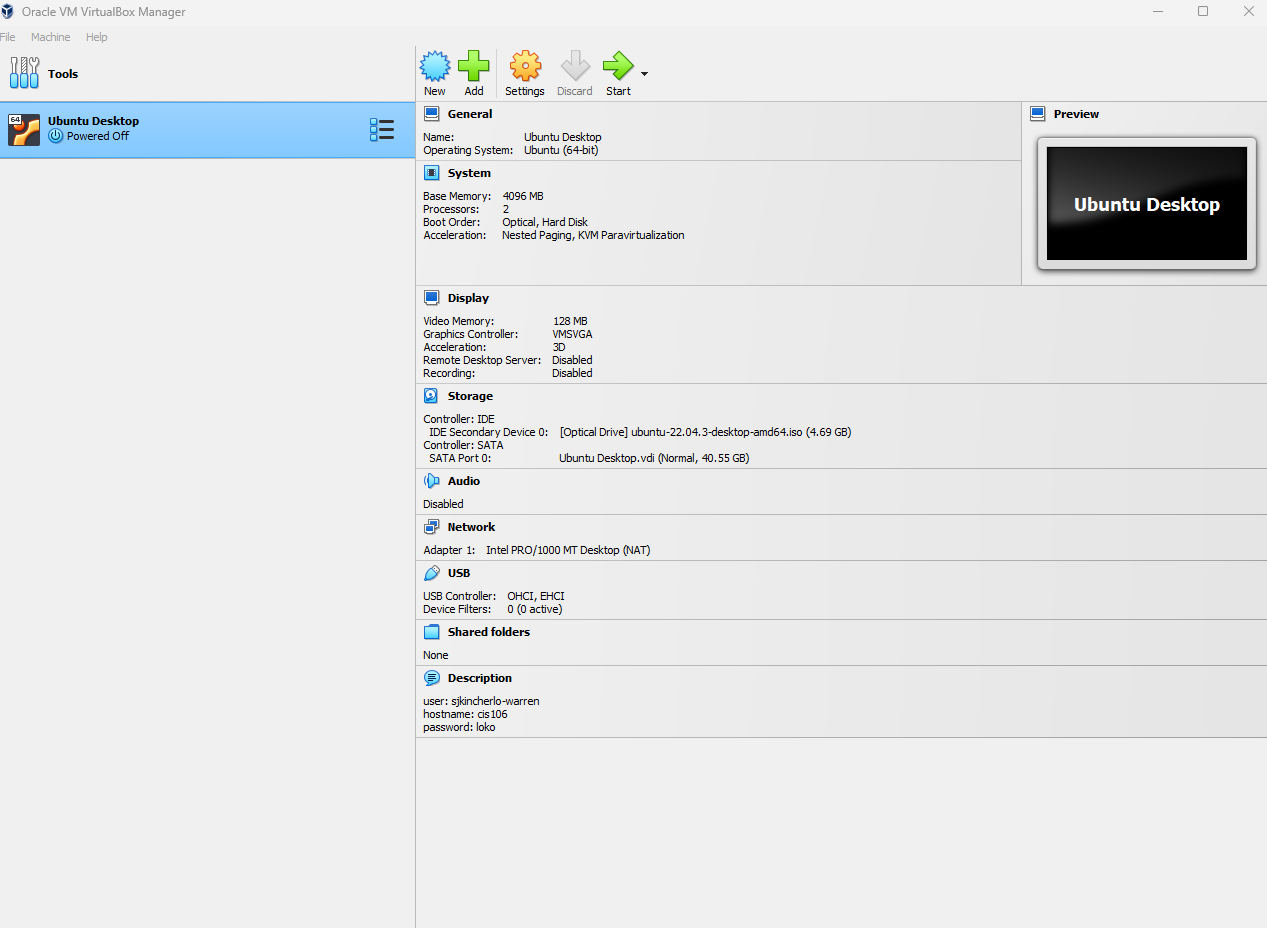 Oracle VM VirtualBox Manager
File Machine Help
Tools
New Add Settings Discard Start
64
Ubuntu Desktop
Powered Off
General
Name: Ubuntu Desktop
Operating System: Ubuntu (64-bit)
Preview
Ubuntu Desktop
System
Base Memory: 4096 MB
Processors: 2
Boot Order: Optical, Hard Disk
Acceleration: Nested Paging, KVM Paravirtualization
Display
Video Memory: 128 MB
Graphics Controller: VMSVGA
Acceleration: 3D
Remote Desktop Server: Disabled
Recording: Disabled
Storage
Controller: IDE
IDE Secondary Device 0: [Optical Drive] ubuntu-22.04.3-desktop-amd64.iso (4.69 GB)
Controller: SATA
SATA Port 0: Ubuntu Desktop.vdi (Normal, 40.55 GB)
Audio
Disabled
Network
Adapter 1: Intel PRO/1000 MT Desktop (NAT)
USB
USB Controller: OHCI, EHCI
Device Filters: 0 (0 active)
Shared folders
None
Description
user: sjkincherlo-warren
hostname: cis106
password: loko